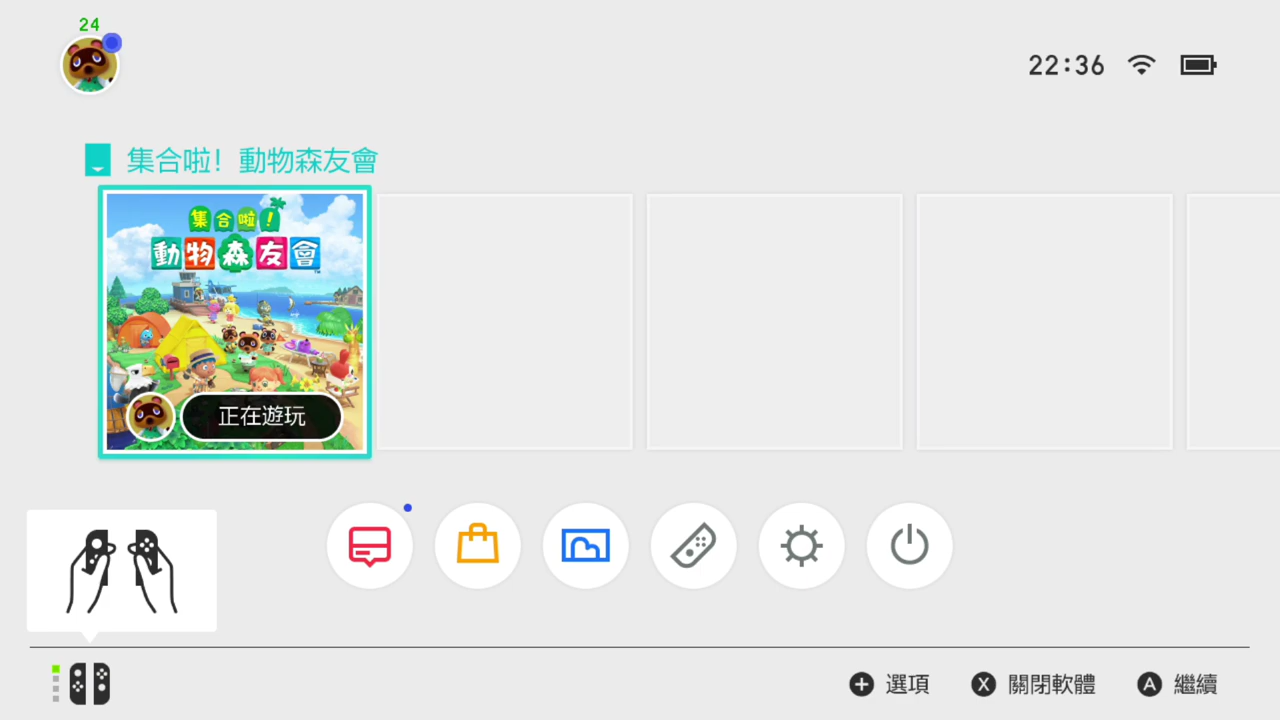 24
22:36
集合啦！動物森友會
集合啦！
動物森友會
正在遊玩
+ 選項 X 關閉軟體 A 繼續